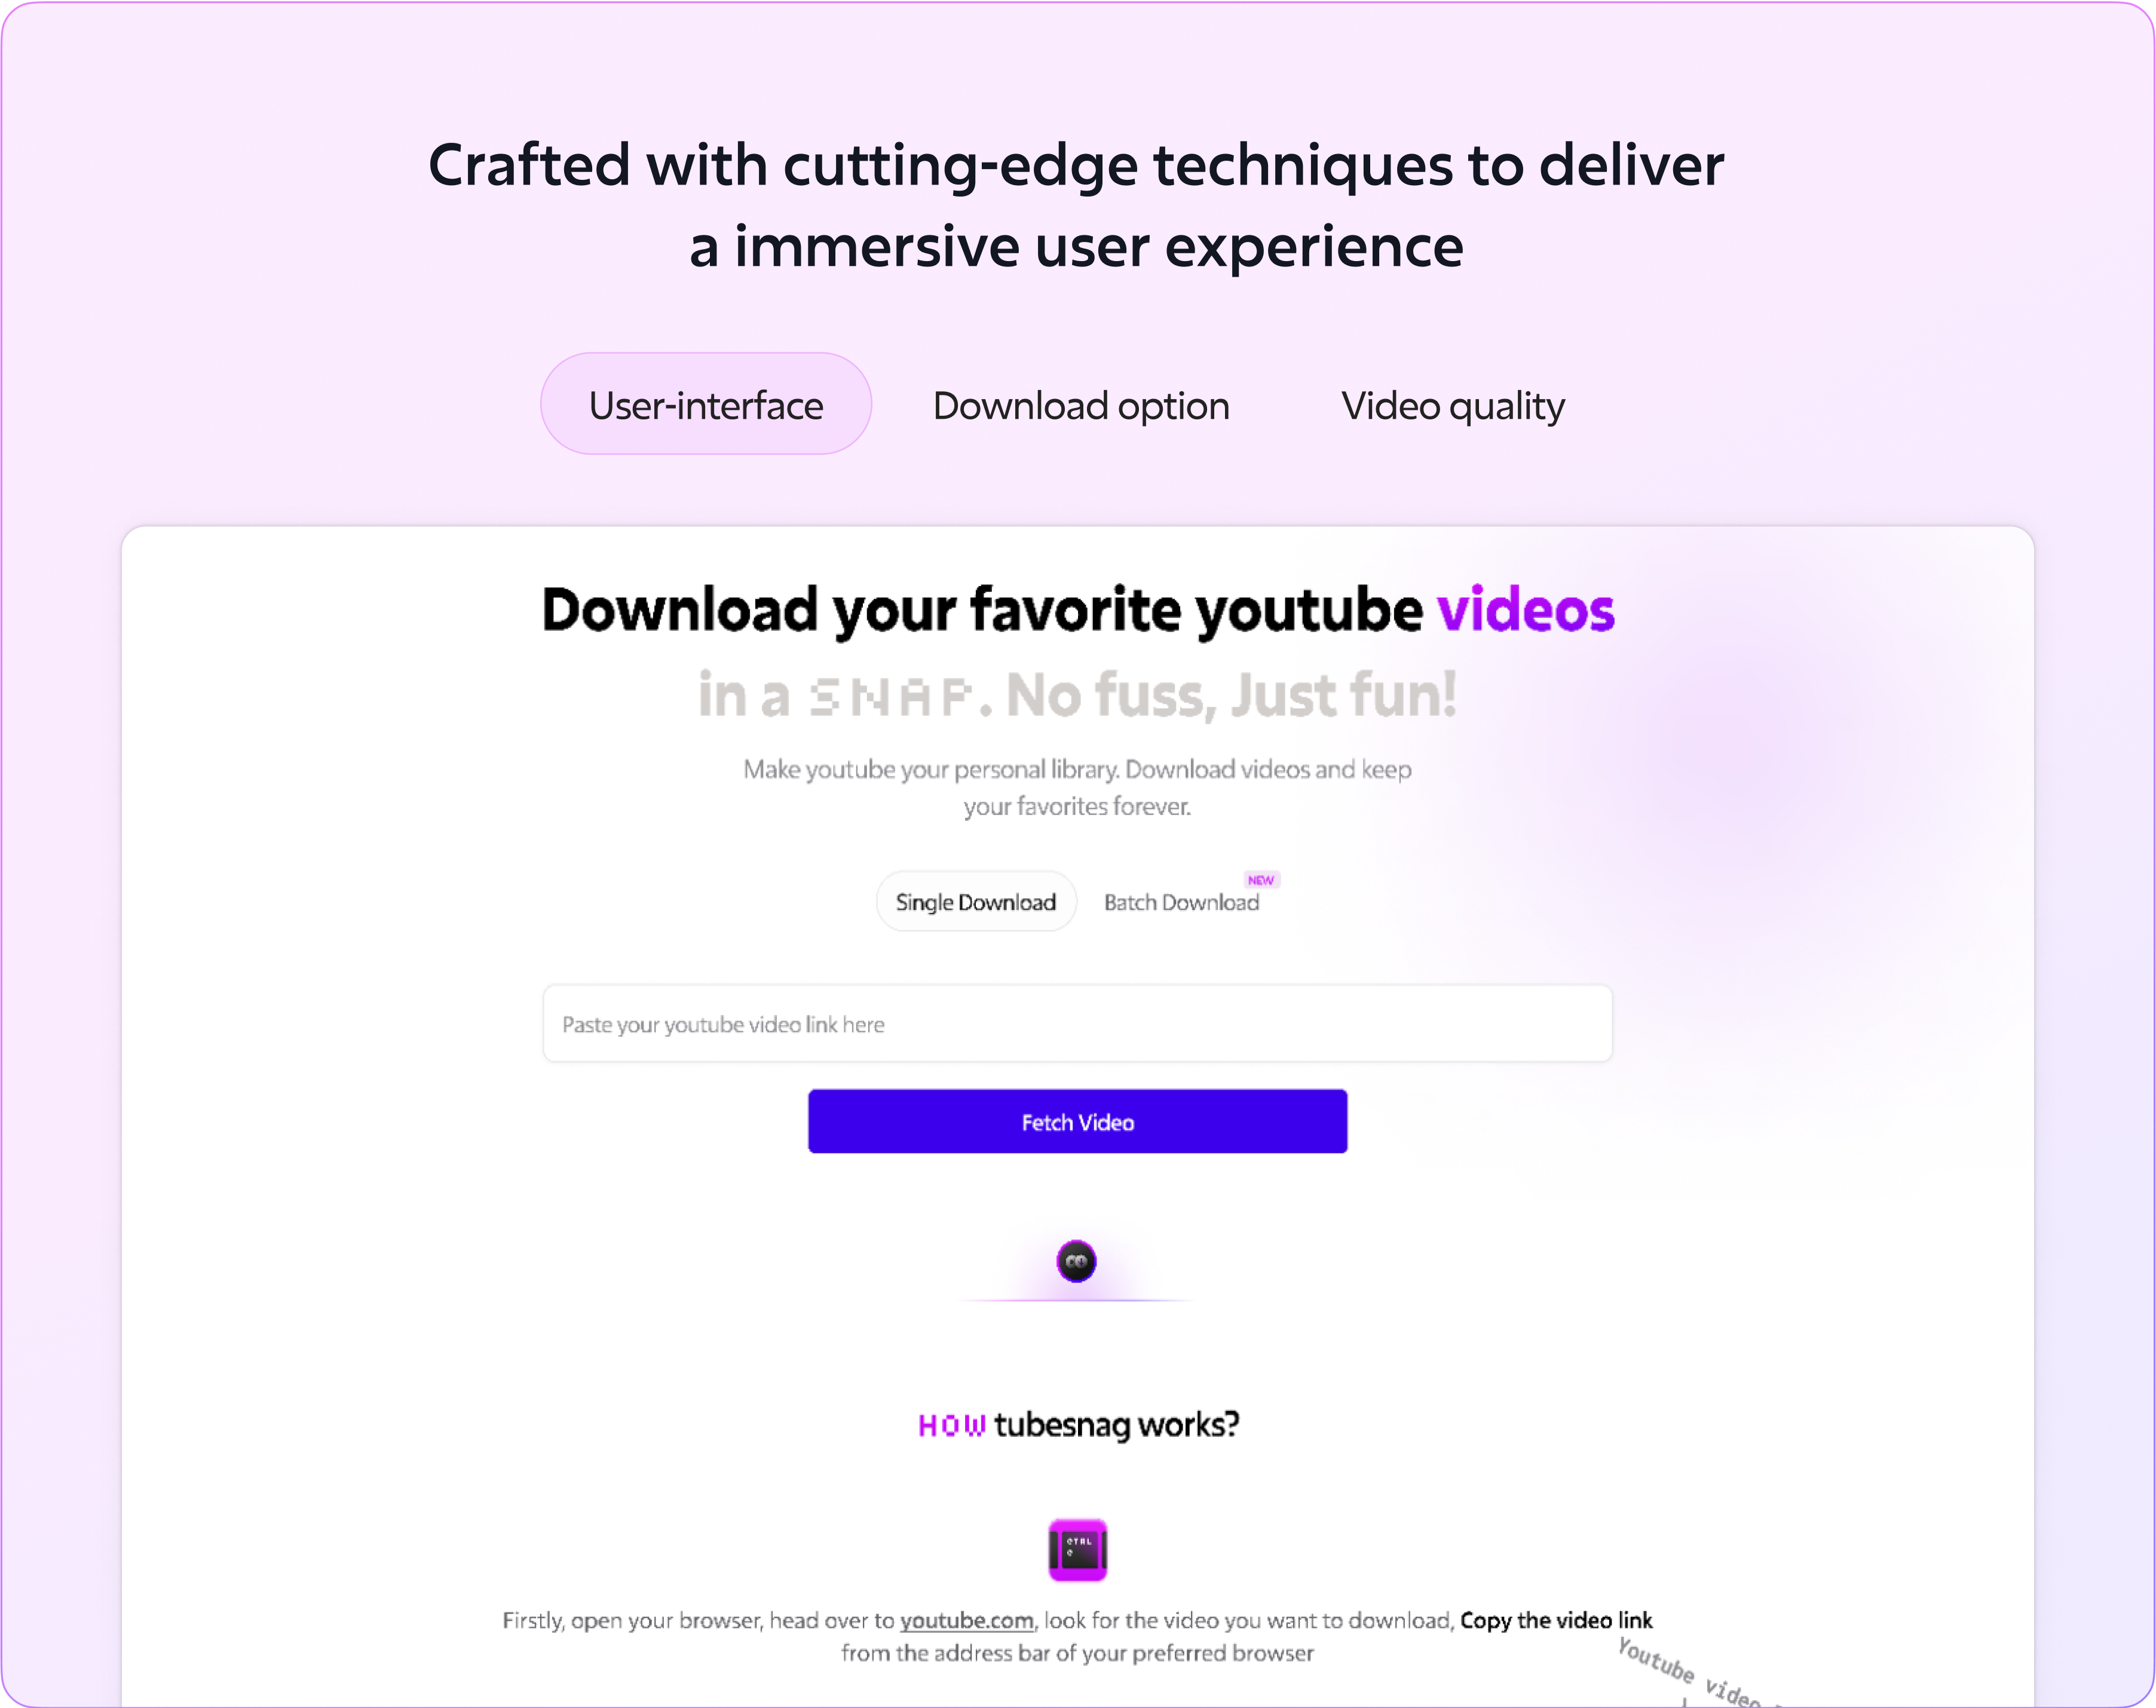 Crafted with cutting-edge techniques to deliver
a immersive user experience
User-interface
Download option
Video quality
Download your favorite youtube videos
in a SNAP. No fuss, Just fun!
Make youtube your personal library. Download videos and keep
your favorites forever.
Single Download
Batch Download
NEW
Paste your youtube video link here
Fetch Video
HOW tubesnag works?
CTRL
C
Firstly, open your browser, head over to youtube.com, look for the video you want to download, Copy the video link
from the address bar of your preferred browser
Youtube video